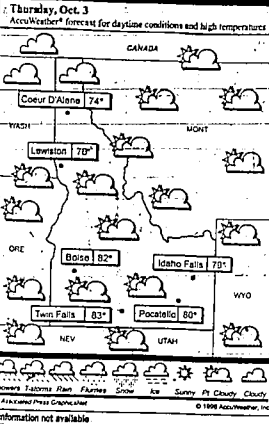 Thursday, Oct. 3
AccuWeather® forecast for daytime conditions and high temperatures
CANADA
Coeur D'Alene 74°
WASH
MONT
Lewiston 78°
ORE
Boise 82°
Idaho Falls 79°
WYO
Twin Falls 83°
Pocatello 80°
NEV
UTAH
T-storms Rain Flurries Snow Ice Sunny Pt. Cloudy Cloudy
Associated Press GraphicsNet
© 1996 AccuWeather, Inc.
nformation not available